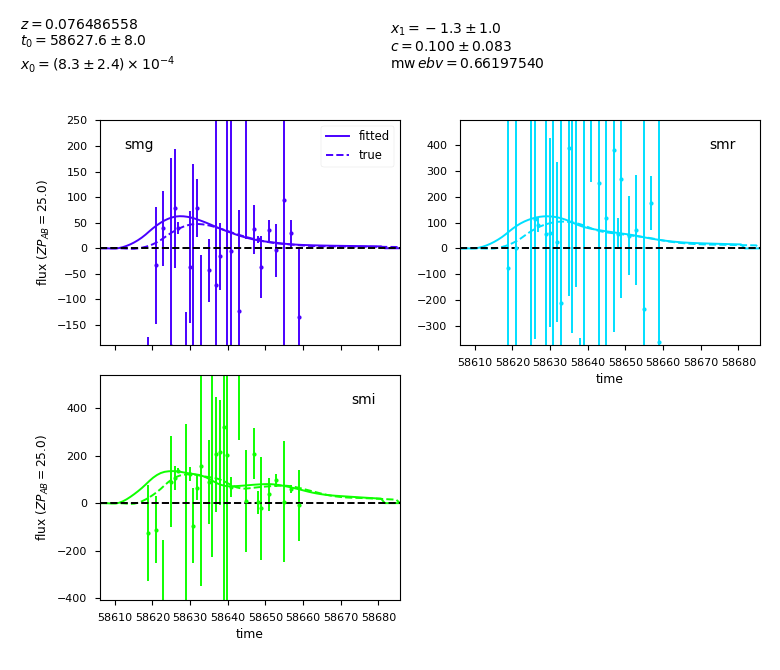 z = 0.076486558
t₀ = 58627.6 ± 8.0
x₀ = (8.3 ± 2.4) × 10⁻⁴
x₁ = −1.3 ± 1.0
c = 0.100 ± 0.083
mw ebv = 0.66197540
smg
fitted
true
250
200
150
100
50
0
−50
−100
−150
flux (ZP_AB = 25.0)
smr
400
300
200
100
0
−100
−200
−300
58610 58620 58630 58640 58650 58660 58670 58680
time
smi
400
200
0
−200
−400
flux (ZP_AB = 25.0)
58610 58620 58630 58640 58650 58660 58670 58680
time